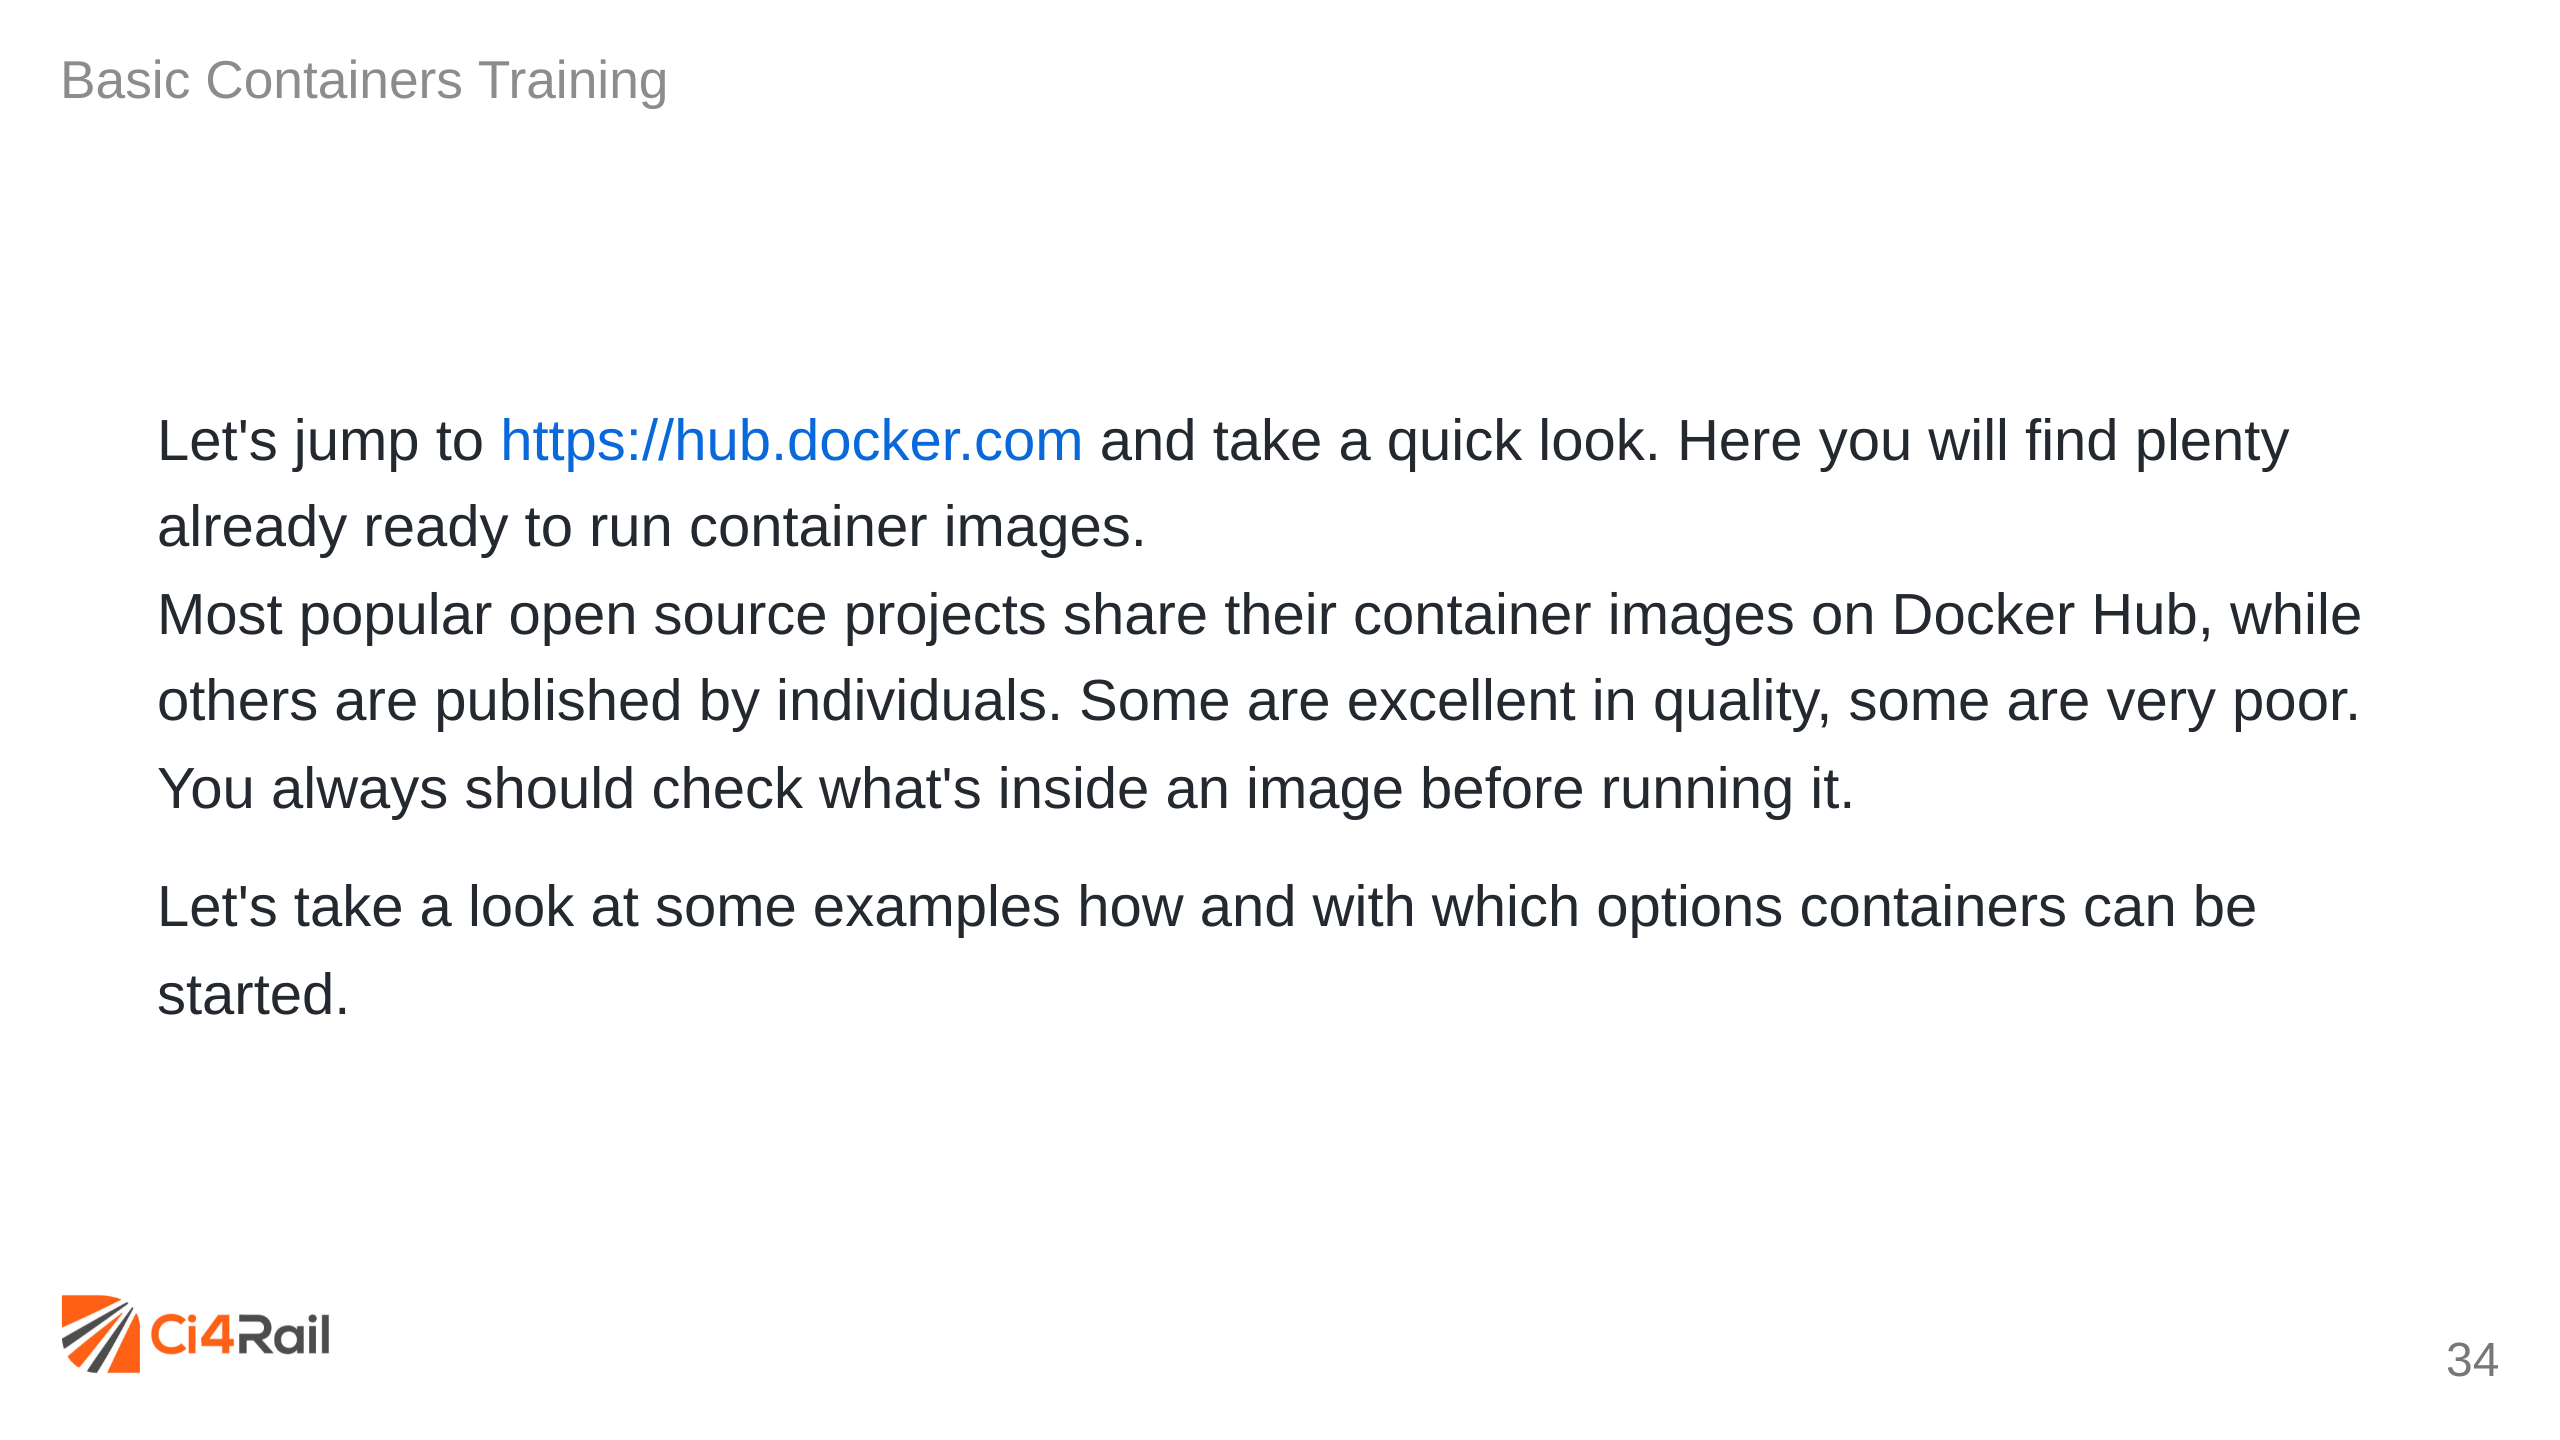 Basic Containers Training
Let's jump to https://hub.docker.com and take a quick look. Here you will find plenty
already ready to run container images.
Most popular open source projects share their container images on Docker Hub, while
others are published by individuals. Some are excellent in quality, some are very poor.
You always should check what's inside an image before running it.
Let's take a look at some examples how and with which options containers can be
started.
Ci4Rail
34